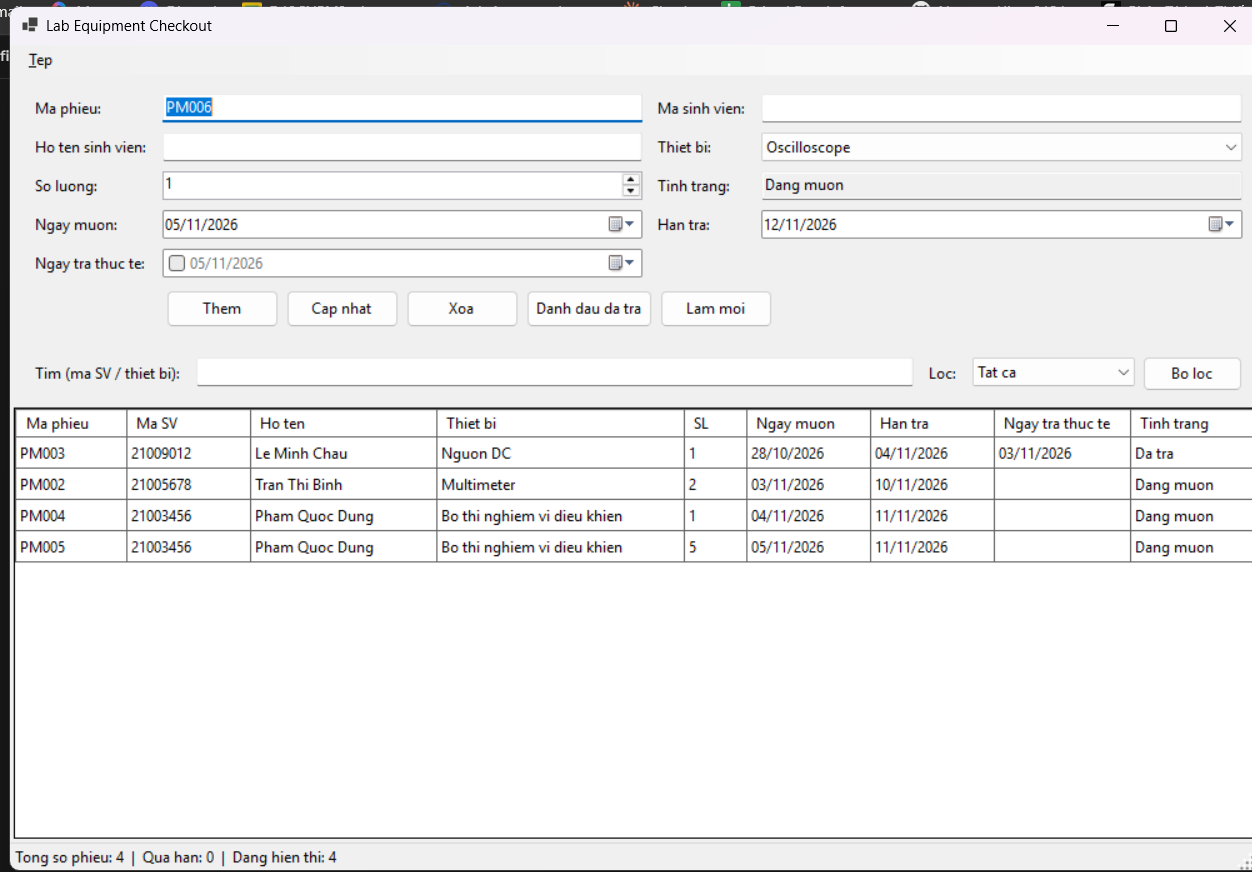 Lab Equipment Checkout
Tep
Ma phieu: PM006 Ma sinh vien:
Ho ten sinh vien: Thiet bi: Oscilloscope
So luong: 1 Tinh trang: Dang muon
Ngay muon: 05/11/2026 Han tra: 12/11/2026
Ngay tra thuc te: 05/11/2026
Them Cap nhat Xoa Danh dau da tra Lam moi
Tim (ma SV / thiet bi): Loc: Tat ca Bo loc
Ma phieu Ma SV Ho ten Thiet bi SL Ngay muon Han tra Ngay tra thuc te Tinh trang
PM003 21009012 Le Minh Chau Nguon DC 1 28/10/2026 04/11/2026 03/11/2026 Da tra
PM002 21005678 Tran Thi Binh Multimeter 2 03/11/2026 10/11/2026 Dang muon
PM004 21003456 Pham Quoc Dung Bo thi nghiem vi dieu khien 1 04/11/2026 11/11/2026 Dang muon
PM005 21003456 Pham Quoc Dung Bo thi nghiem vi dieu khien 5 05/11/2026 11/11/2026 Dang muon
Tong so phieu: 4 | Qua han: 0 | Dang hien thi: 4